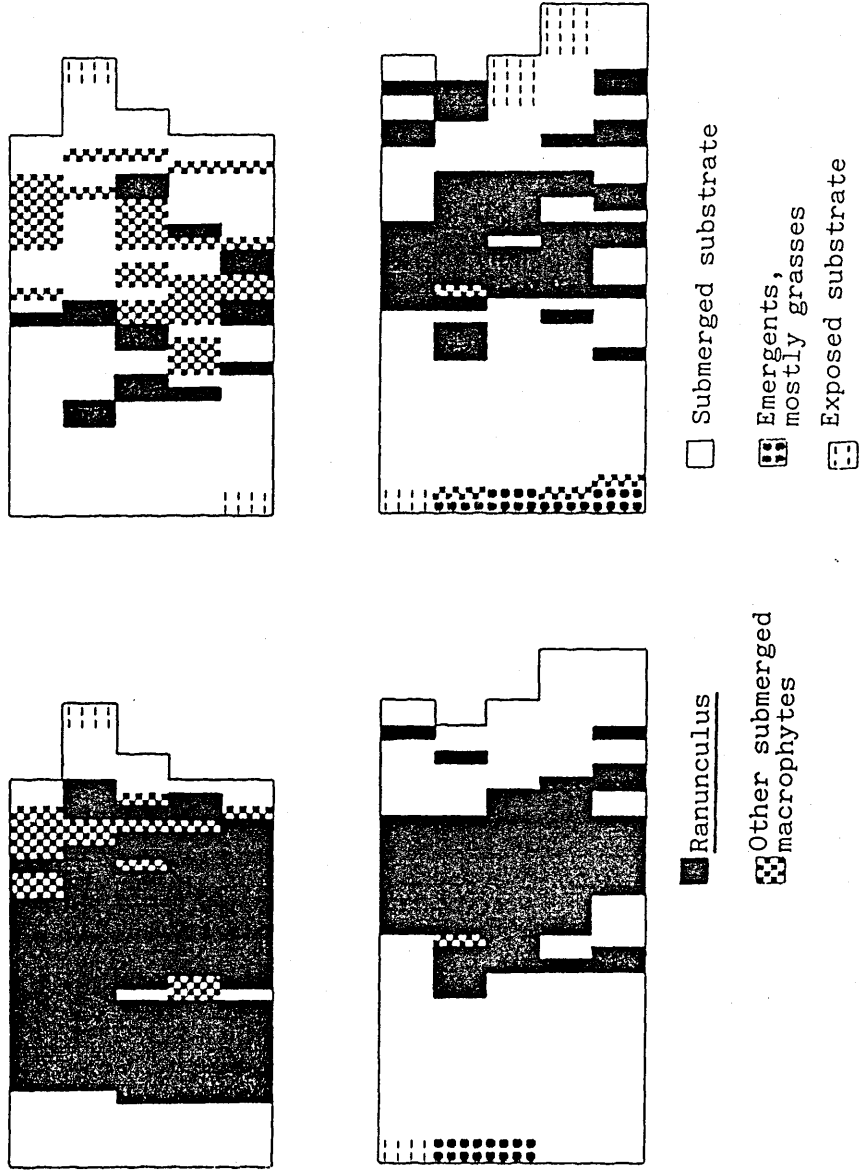 Ranunculus
Other submerged
macrophytes
Submerged substrate
Emergents,
mostly grasses
Exposed substrate